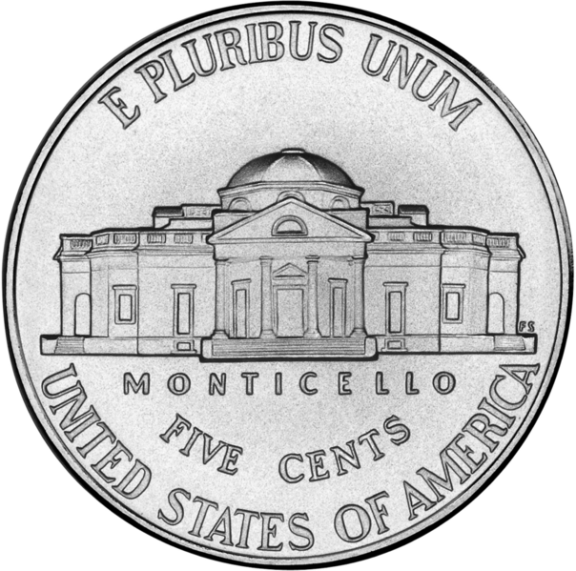 E PLURIBUS UNUM
FS
MONTICELLO
FIVE CENTS
UNITED STATES OF AMERICA